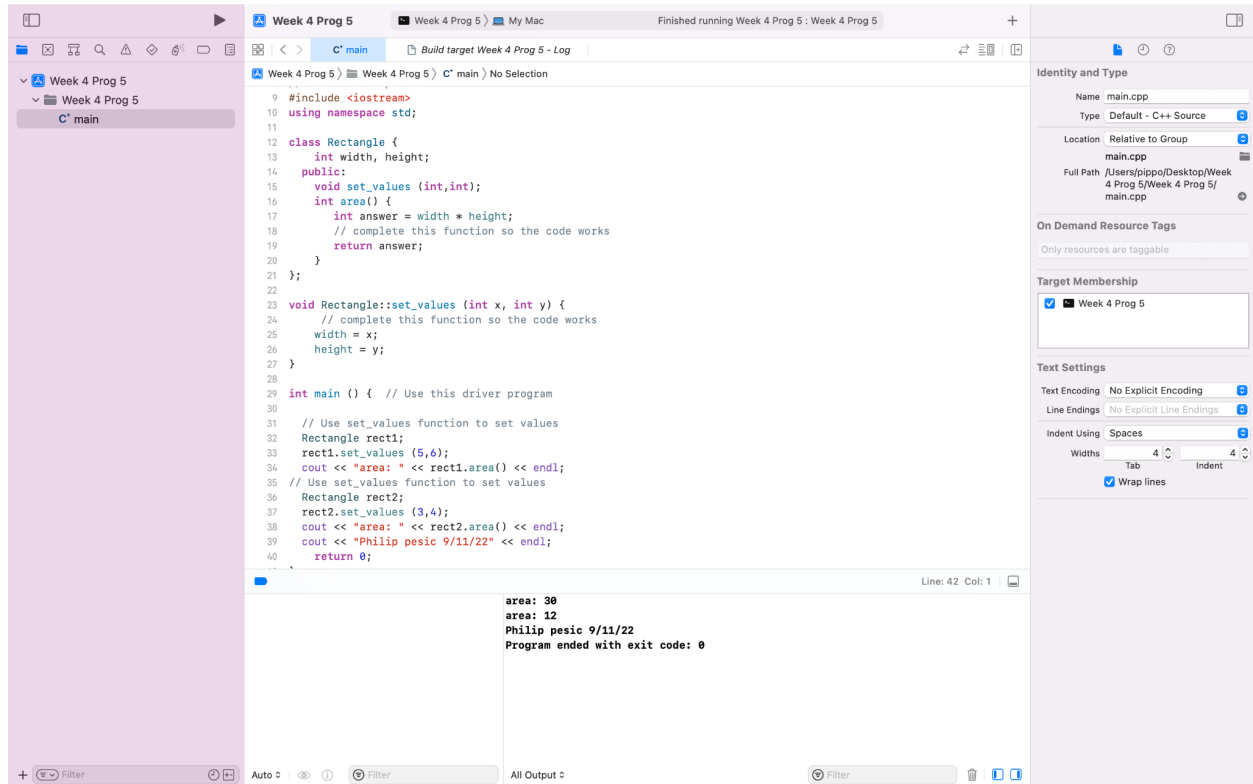 Week 4 Prog 5
Week 4 Prog 5 〉 My Mac
Finished running Week 4 Prog 5 : Week 4 Prog 5
Week 4 Prog 5
Week 4 Prog 5
C+ main
C+ main
Build target Week 4 Prog 5 - Log
Week 4 Prog 5 〉 Week 4 Prog 5 〉 C+ main 〉 No Selection
9 #include <iostream>
10 using namespace std;
11
12 class Rectangle {
13     int width, height;
14   public:
15     void set_values (int,int);
16     int area() {
17        int answer = width * height;
18        // complete this function so the code works
19        return answer;
20     }
21 };
22
23 void Rectangle::set_values (int x, int y) {
24      // complete this function so the code works
25     width = x;
26     height = y;
27 }
28
29 int main () {  // Use this driver program
30
31   // Use set_values function to set values
32   Rectangle rect1;
33   rect1.set_values (5,6);
34   cout << "area: " << rect1.area() << endl;
35 // Use set_values function to set values
36   Rectangle rect2;
37   rect2.set_values (3,4);
38   cout << "area: " << rect2.area() << endl;
39   cout << "Philip pesic 9/11/22" << endl;
40     return 0;
Line: 42 Col: 1
area: 30
area: 12
Philip pesic 9/11/22
Program ended with exit code: 0
Filter
Auto
Filter
All Output
Filter
Identity and Type
Name main.cpp
Type Default - C++ Source
Location Relative to Group
main.cpp
Full Path /Users/pippo/Desktop/Week
4 Prog 5/Week 4 Prog 5/
main.cpp
On Demand Resource Tags
Only resources are taggable
Target Membership
Week 4 Prog 5
Text Settings
Text Encoding No Explicit Encoding
Line Endings No Explicit Line Endings
Indent Using Spaces
Widths 4 4
Tab Indent
Wrap lines